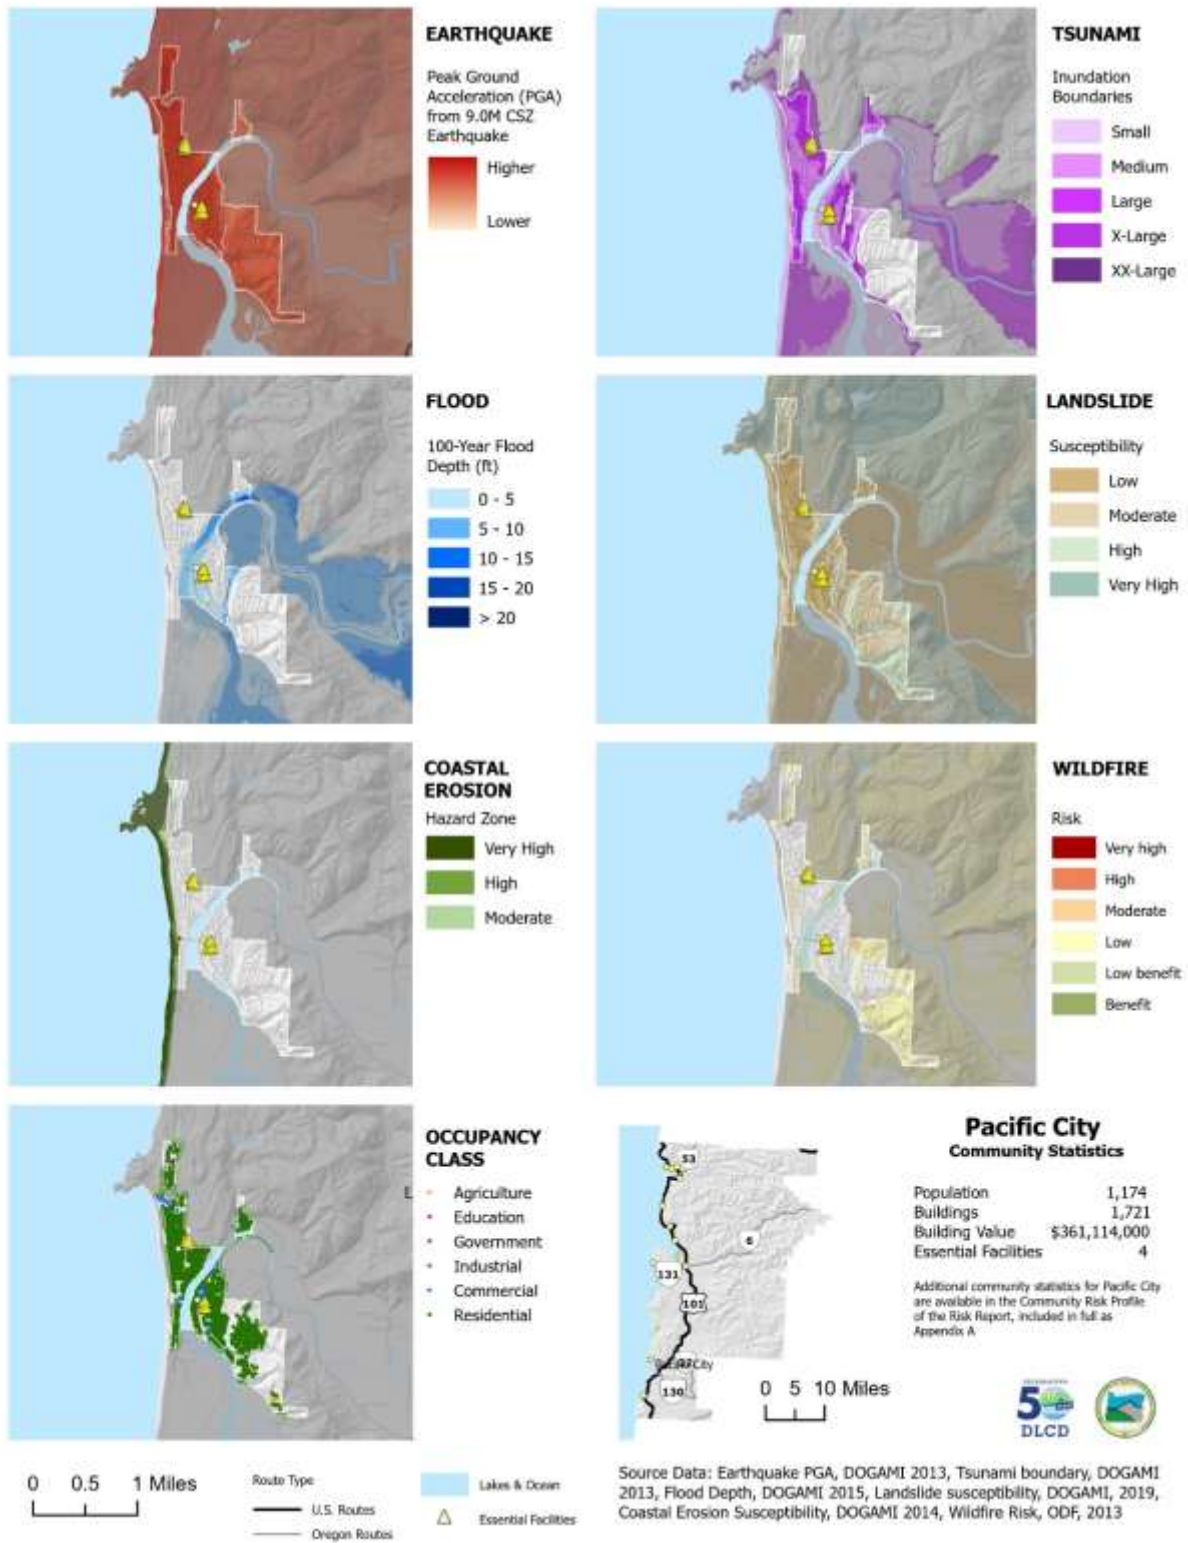 EARTHQUAKE
Peak Ground
Acceleration (PGA)
from 9.0M CSZ
Earthquake
Higher
Lower
TSUNAMI
Inundation
Boundaries
Small
Medium
Large
X-Large
XX-Large
FLOOD
100-Year Flood
Depth (ft)
0 - 5
5 - 10
10 - 15
15 - 20
> 20
LANDSLIDE
Susceptibility
Low
Moderate
High
Very High
COASTAL
EROSION
Hazard Zone
Very High
High
Moderate
WILDFIRE
Risk
Very high
High
Moderate
Low
Low benefit
Benefit
OCCUPANCY
CLASS
Agriculture
Education
Government
Industrial
Commercial
Residential
53
6
131
101
City
130
0 5 10 Miles
Pacific City
Community Statistics
Population 1,174
Buildings 1,721
Building Value $361,114,000
Essential Facilities 4
Additional community statistics for Pacific City
are available in the Community Risk Profile
of the Risk Report, included in full as
Appendix A
50
DLCD
0 0.5 1 Miles
Route Type
U.S. Routes
Oregon Routes
Lakes & Ocean
Essential Facilities
Source Data: Earthquake PGA, DOGAMI 2013, Tsunami boundary, DOGAMI
2013, Flood Depth, DOGAMI 2015, Landslide susceptibility, DOGAMI, 2019,
Coastal Erosion Susceptibility, DOGAMI 2014, Wildfire Risk, ODF, 2013